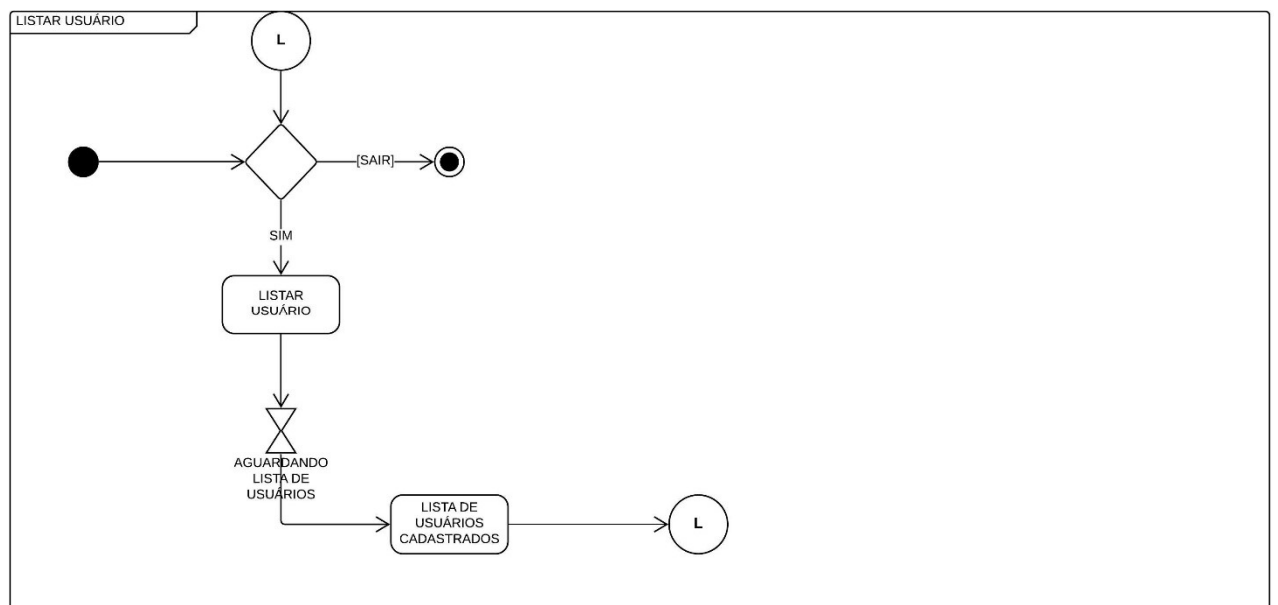 LISTAR USUÁRIO
L
[SAIR]
SIM
LISTAR
USUÁRIO
AGUARDANDO
LISTA DE
USUÁRIOS
LISTA DE
USUÁRIOS
CADASTRADOS
L